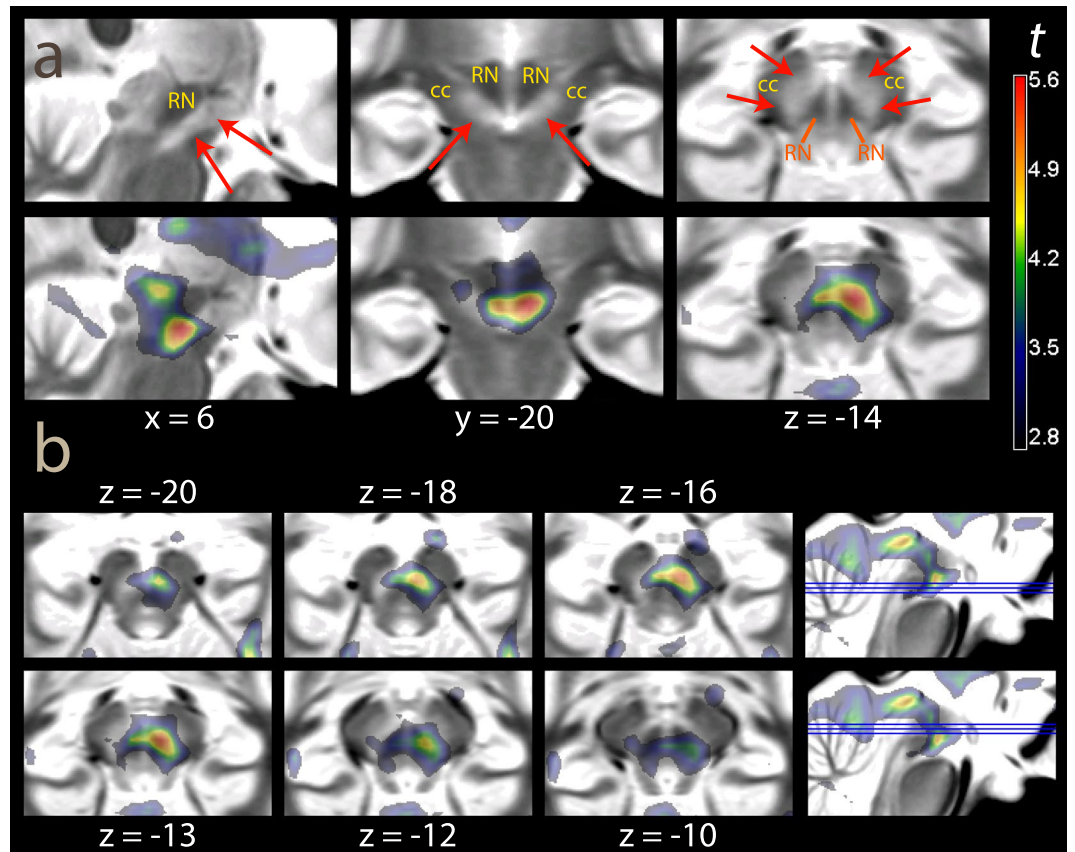 a
t
RN
cc RN RN cc
cc cc
RN RN
5.6
4.9
4.2
3.5
2.8
x = 6
y = -20
z = -14
b
z = -20
z = -18
z = -16
z = -13
z = -12
z = -10